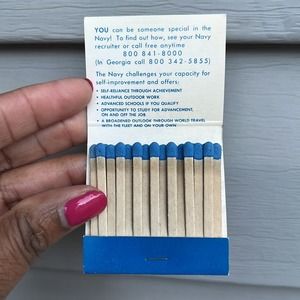 YOU can be someone special in the
Navy! To find out how, see your Navy
recruiter or call free anytime
800 841-8000
(In Georgia call 800 342-5855)
The Navy challenges your capacity for
self-improvement and offers:
• SELF-RELIANCE THROUGH ACHIEVEMENT
• HEALTHFUL OUTDOOR WORK
• ADVANCED SCHOOLS IF YOU QUALIFY
• OPPORTUNITY TO STUDY FOR ADVANCEMENT,
ON AND OFF THE JOB
• A BROADENED OUTLOOK THROUGH WORLD TRAVEL
WITH THE FLEET AND ON YOUR OWN